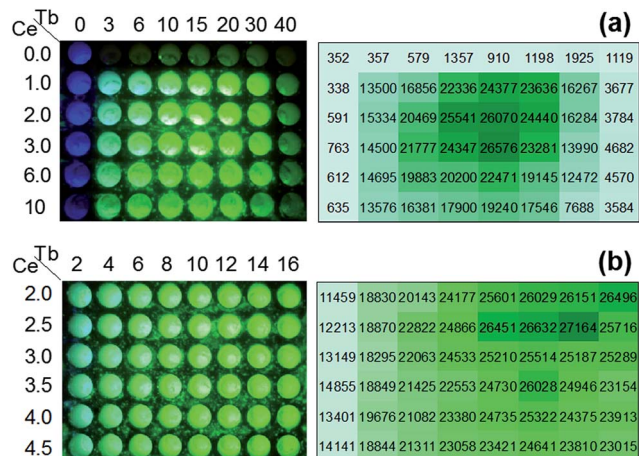 Tb
Ce
0 3 6 10 15 20 30 40
(a)
0.0 352 357 579 1357 910 1198 1925 1119
1.0 338 13500 16856 22336 24377 23636 16267 3677
2.0 591 15334 20469 25541 26070 24440 16284 3784
3.0 763 14500 21777 24347 26576 23281 13990 4682
6.0 612 14695 19883 20200 22471 19145 12472 4570
10 635 13576 16381 17900 19240 17546 7688 3584
Tb
Ce
2 4 6 8 10 12 14 16
(b)
2.0 11459 18830 20143 24177 25601 26029 26151 26496
2.5 12213 18870 22822 24866 26451 26632 27164 25716
3.0 13149 18295 22063 24533 25210 25514 25187 25289
3.5 14855 18849 21425 22553 24730 26028 24946 23154
4.0 13401 19676 21082 23380 24735 25322 24375 23913
4.5 14141 18844 21311 23058 23421 24641 23810 23015